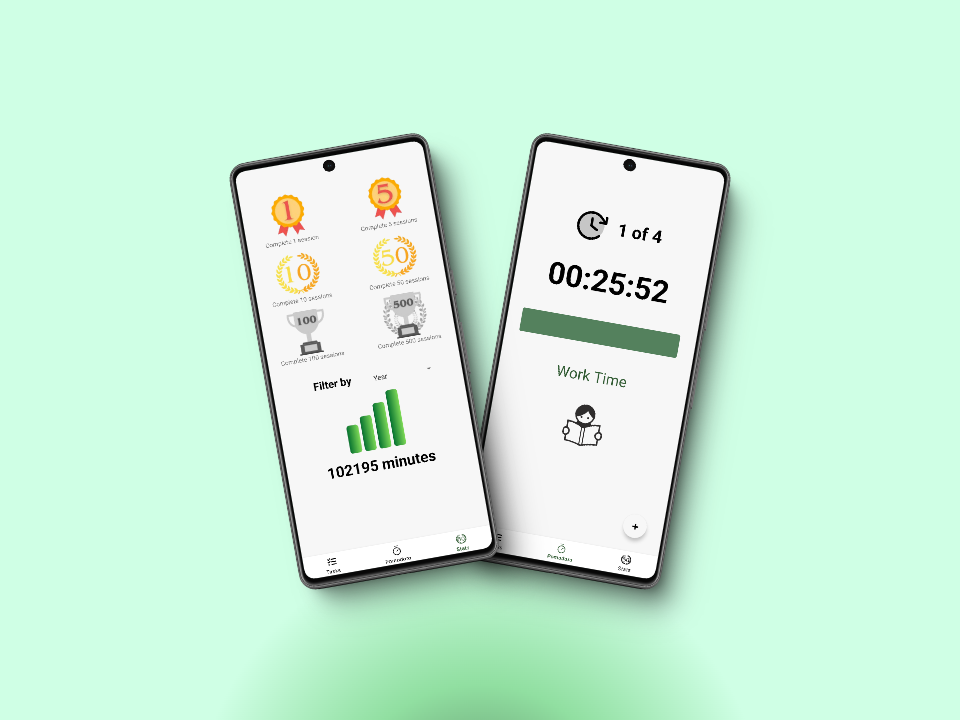 1
5
Complete 1 session
Complete 5 sessions
10
50
Complete 10 sessions
Complete 50 sessions
100
500
Complete 100 sessions
Complete 500 sessions
Filter by Year
102195 minutes
Tasks
Pomodoro
Stats
1 of 4
00:25:52
Work Time
+
Pomodoro
Stats